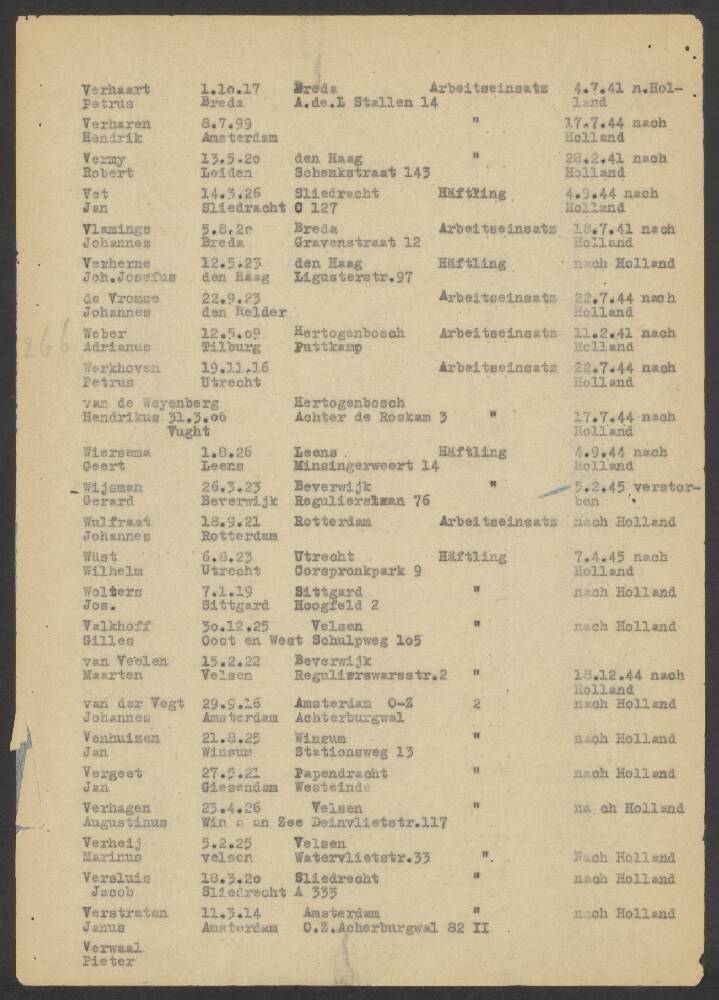 Verhaart 1.10.17 Breda Arbeitseinsatz 4.7.41 n.Hol-
Petrus Breda A.de.L Stallen 14 land
Verharen 8.7.99 " 17.7.44 nach
Hendrik Amsterdam Holland
Vermy 13.5.20 den Haag " 28.2.41 nach
Robert Leiden Schenkstraat 143 Holland
Vet 14.3.26 Sliedracht Häftling 4.9.44 nach
Jan Sliedracht C 127 Holland
Vlamings 5.8.20 Breda Arbeitseinsatz 18.7.41 nach
Johannes Breda Gravenstraat 12 Holland
Verherne 12.5.23 den Haag Häftling nach Holland
Joh.Josefus den Haag Ligusterstr.97
de Vromse 22.9.23 Arbeitseinsatz 22.7.44 nach
Johannes den Helder Holland
Weber 12.5.09 Hertogenbosch Arbeitseinsatz 11.2.41 nach
266 Adrianus Tilburg Puttkamp Holland
Werkhoven 19.11.16 Arbeitseinsatz 22.7.44 nach
Petrus Utrecht Holland
van de Weyenberg Hertogenbosch
Hendrikus 31.3.06 Achter de Roskam 3 " 17.7.44 nach
Vught Holland
Wiersema 1.8.26 Leens Häftling 4.9.44 nach
Geert Leens Minsingerweert 14 Holland
Wijsman 26.3.23 Beverwijk " 5.2.45 verstor-
Gerard Beverwijk 76 ben
Wulfraat 18.9.21 Rotterdam Arbeitseinsatz nach Holland
Johannes Rotterdam
Wüst 6.8.23 Utrecht Häftling 7.4.45 nach
Wilhelm Utrecht Corspronkpark 9 Holland
Wolters 7.1.19 Sittgard " nach Holland
Jos. Sittgard Hoogfeld 2
Valkhoff 30.12.25 Velsen " nach Holland
Gilles Oost en West Schulpweg 105
van Veelen 15.2.22 Beverwijk
Maarten Velsen Regulierswarsstr.2 " 18.12.44 nach
Holland
van der Vegt 29.9.16 Amsterdam O-Z 2 nach Holland
Johannes Amsterdam Achterburgwal
Venhuizen 21.8.25 Winsum " nach Holland
Jan Winsum Stationsweg 13
Vergeet 27.5.21 Papendracht " nach Holland
Jan Giesendam Westeinde
Verhagen 23.4.26 Velsen " na ch Holland
Augustinus Win a an Zee Deinvlietstr.117
Verheij 5.2.25 Velsen
Marinus velsen Watervlietstr.33 ". Nach Holland
Versluis 18.3.20 Sliedrecht " nach Holland
Jacob Sliedrecht A 333
Verstraten 11.3.14 Amsterdam " nach Holland
Janus Amsterdam O.Z.Acherburgwal 82 II
Verwaal
Pieter